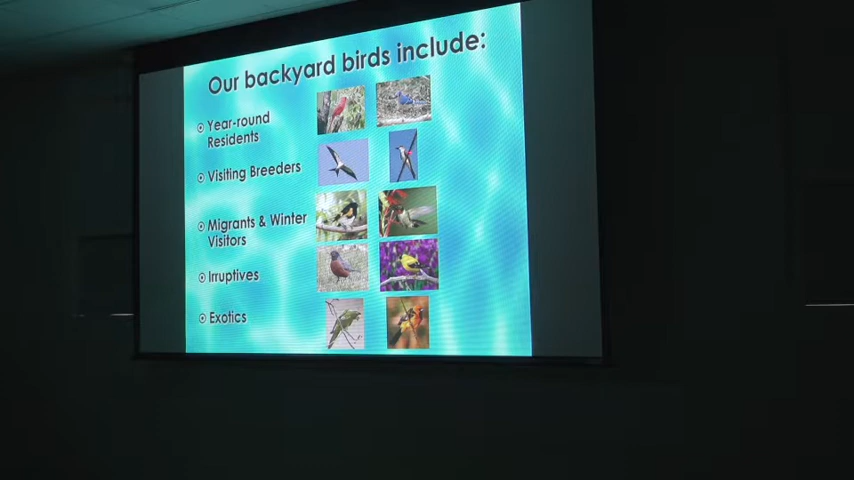 Our backyard birds include:
Year-round
Residents
Visiting Breeders
Migrants & Winter
Visitors
Irruptives
Exotics